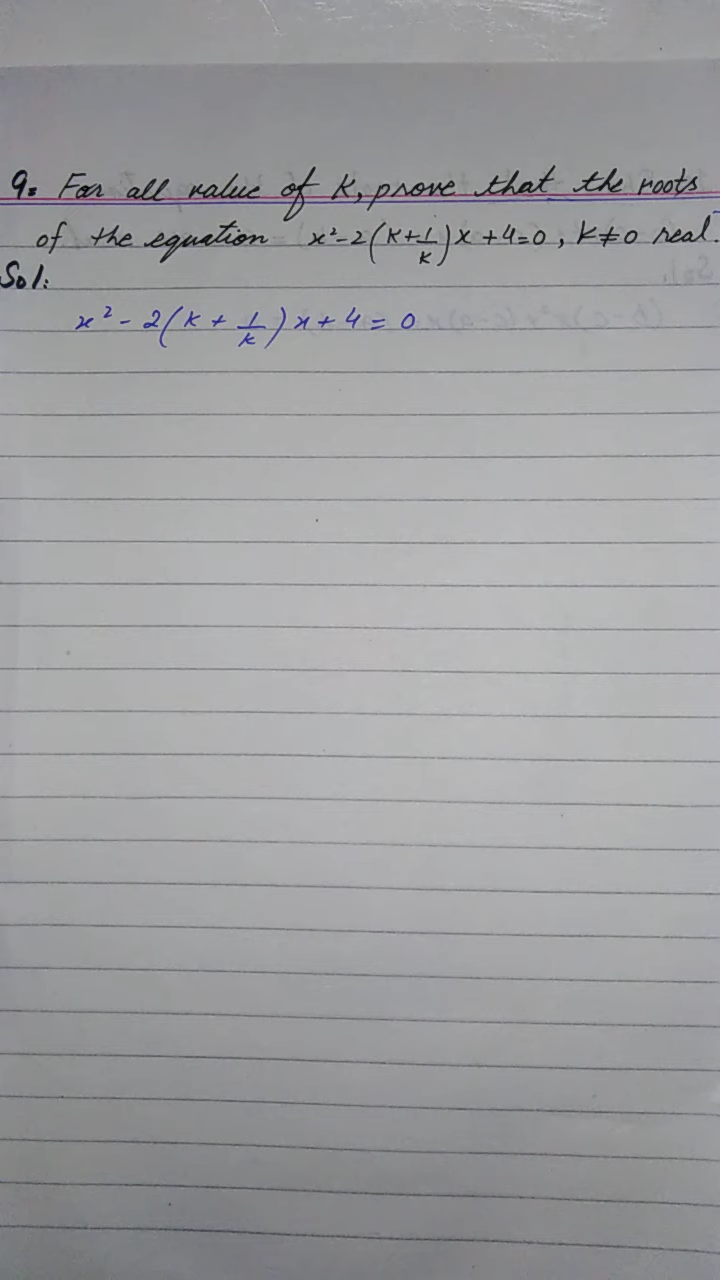 Q. For all value of K, prove that the roots
of the equation x²-2(K+1/K)x+4=0, K≠0 real.
Sol:
x²-2(K+1/K)x+4=0